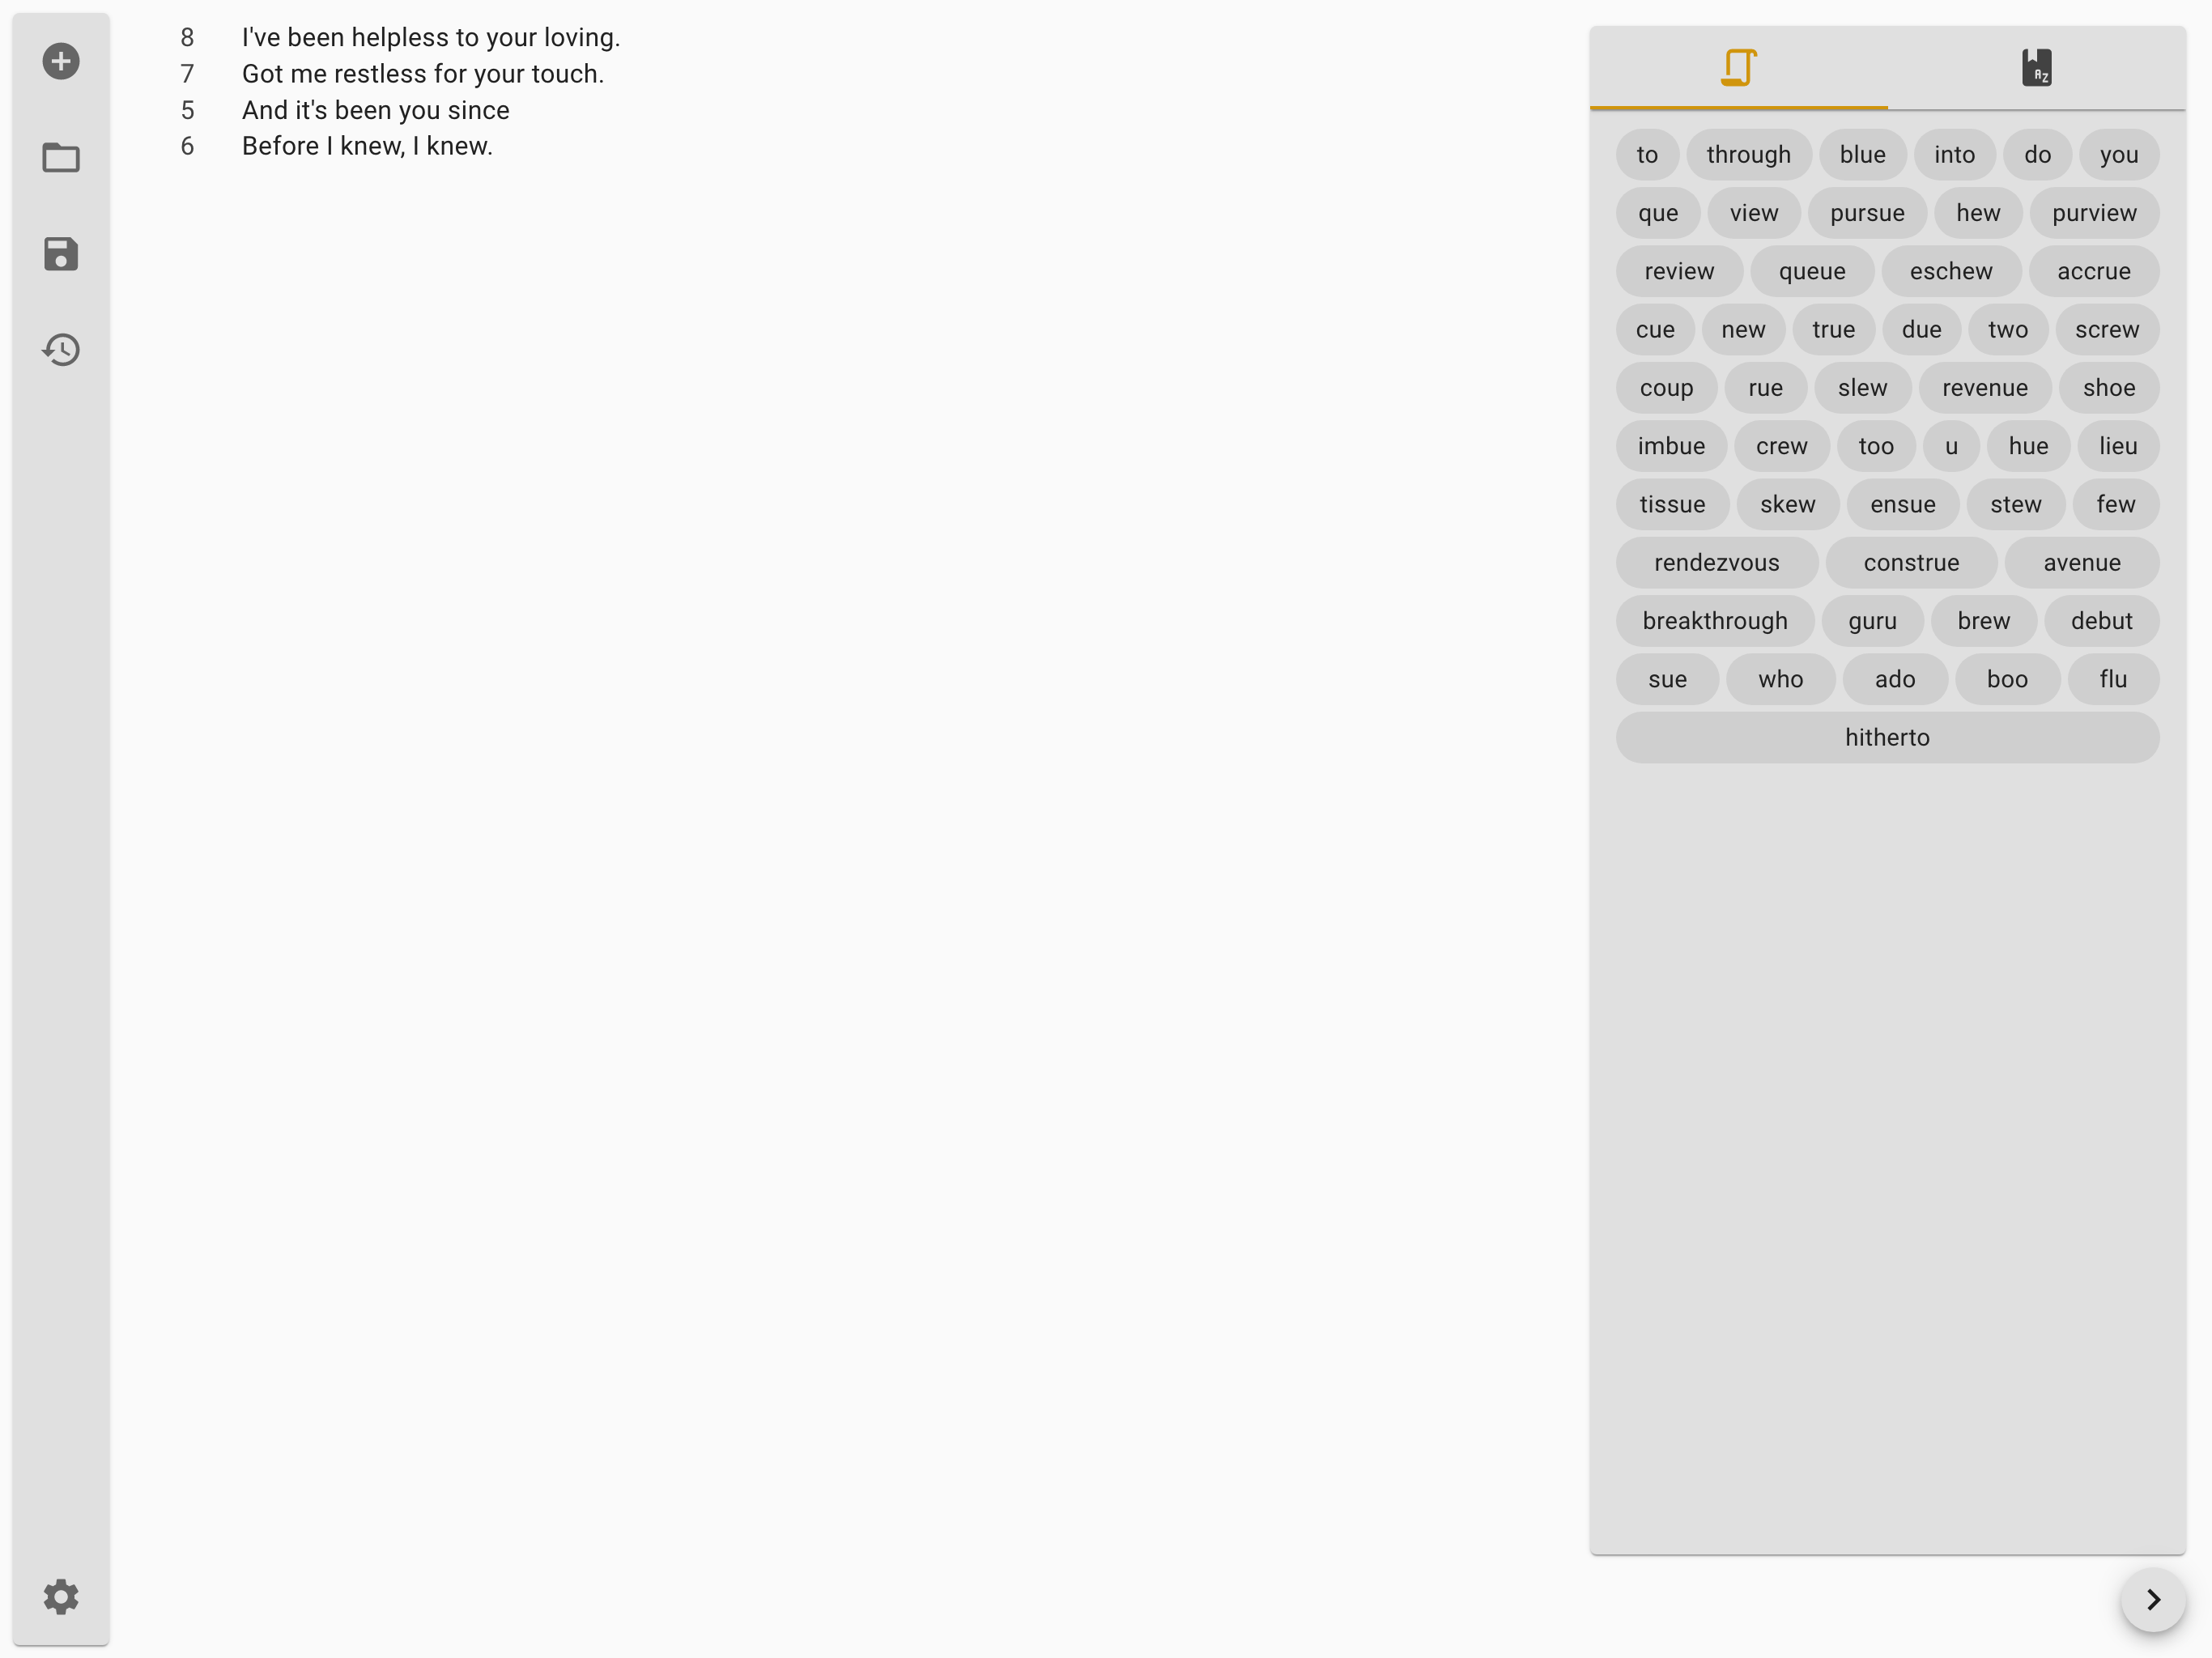 8 I've been helpless to your loving.
7 Got me restless for your touch.
5 And it's been you since
6 Before I knew, I knew.
A Z
to through blue into do you
que view pursue hew purview
review queue eschew accrue
cue new true due two screw
coup rue slew revenue shoe
imbue crew too u hue lieu
tissue skew ensue stew few
rendezvous construe avenue
breakthrough guru brew debut
sue who ado boo flu
hitherto